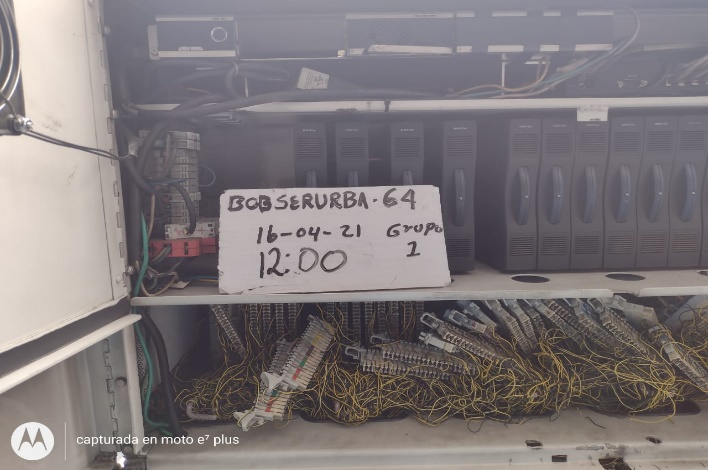 BOBSERURBA-64
16-04-21 Grupo
12:00 1
capturada en moto e⁷ plus